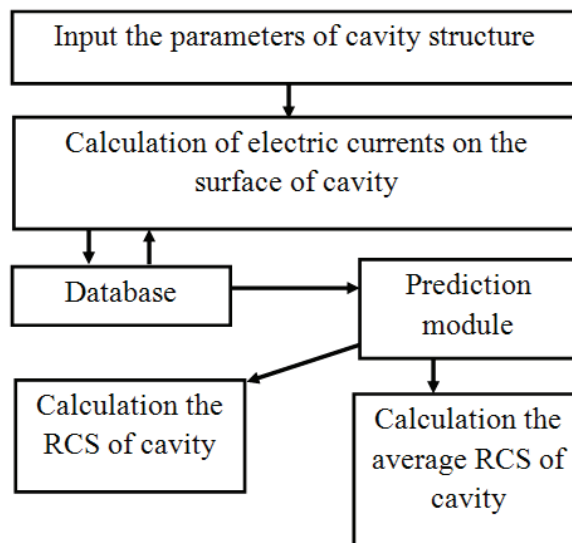 Input the parameters of cavity structure
Calculation of electric currents on the
surface of cavity
Database
Prediction
module
Calculation the
RCS of cavity
Calculation the
average RCS of
cavity